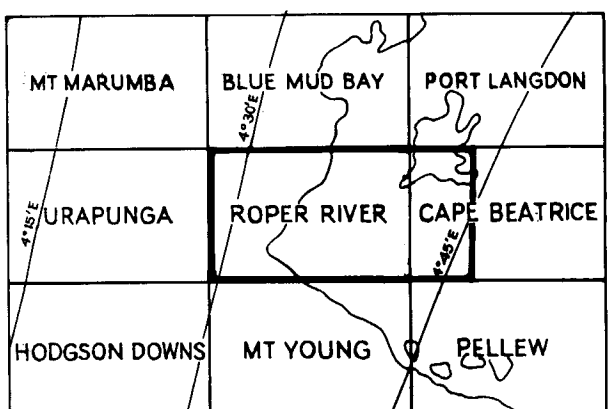 MT MARUMBA
BLUE MUD BAY
PORT LANGDON
4°30'E
URAPUNGA
ROPER RIVER
CAPE BEATRICE
4°15'E
4°45'E
HODGSON DOWNS
MT YOUNG
PELLEW